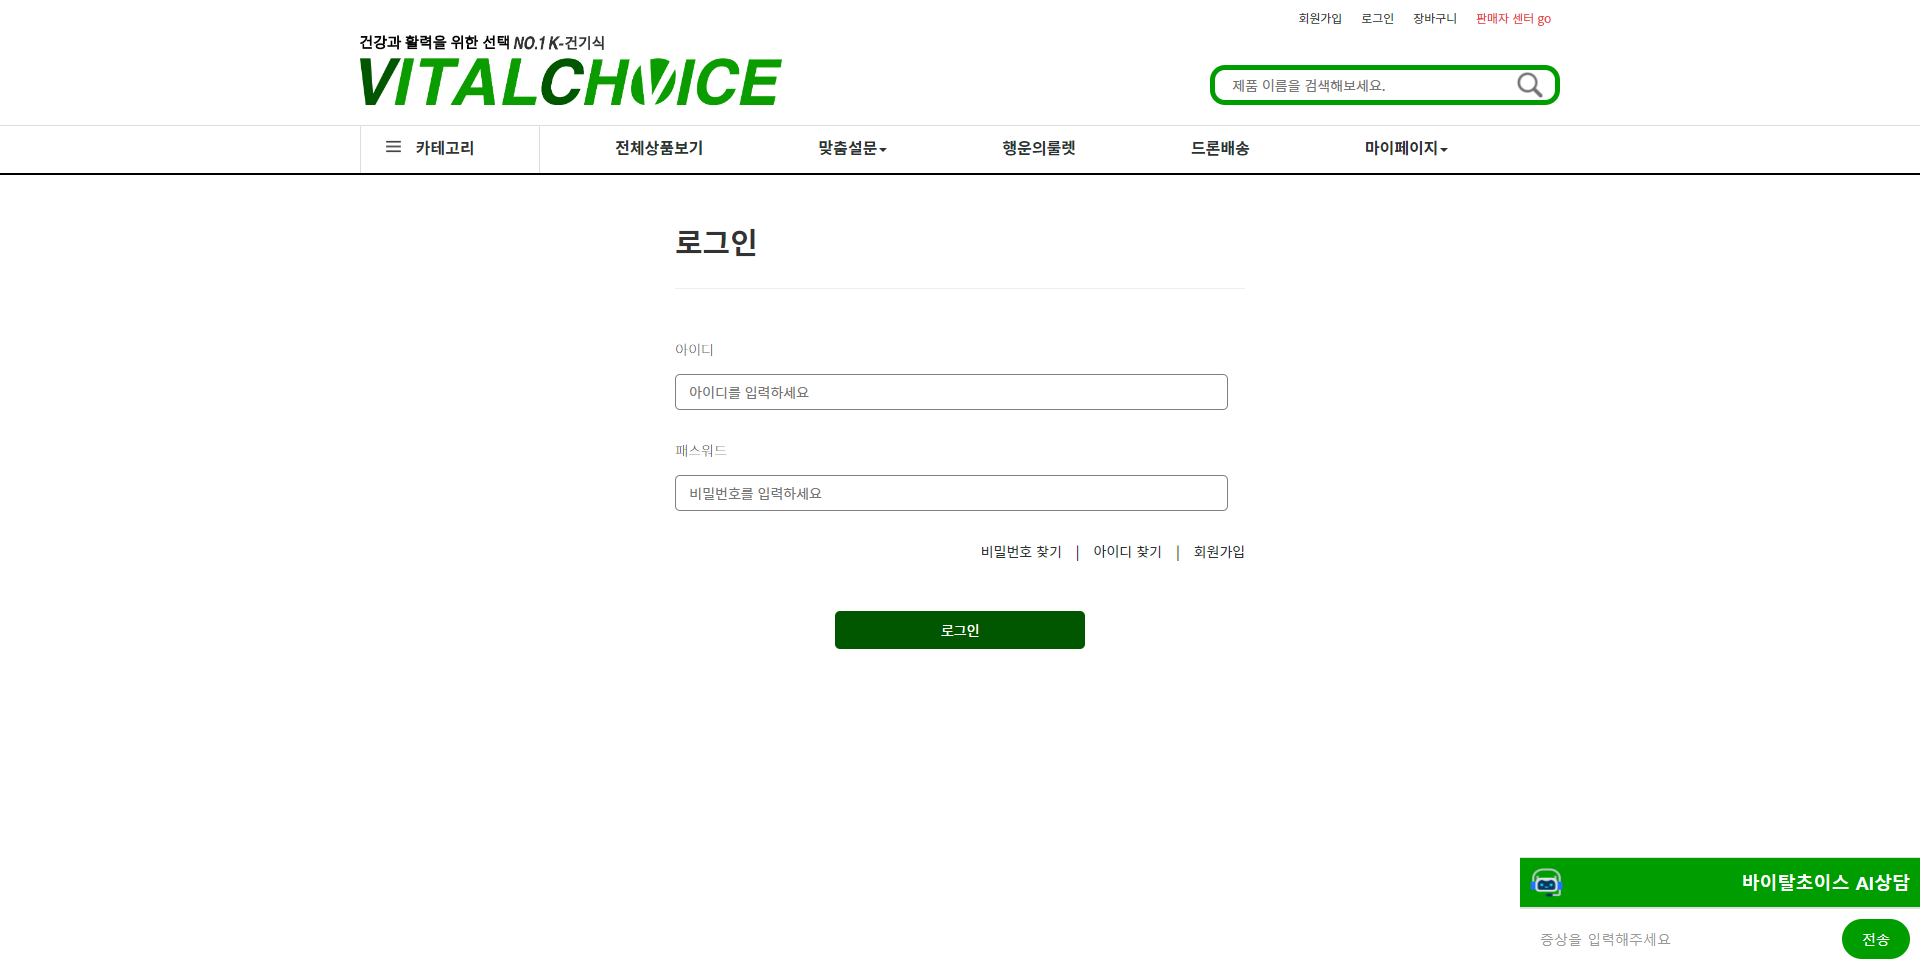 회원가입 로그인 장바구니 판매자 센터 go
건강과 활력을 위한 선택 NO.1 K-건기식
VITALCHOICE
제품 이름을 검색해보세요.
카테고리 전체상품보기 맞춤설문 행운의룰렛 드론배송 마이페이지
로그인
아이디
아이디를 입력하세요
패스워드
비밀번호를 입력하세요
비밀번호 찾기 | 아이디 찾기 | 회원가입
로그인
바이탈초이스 AI상담
증상을 입력해주세요 전송